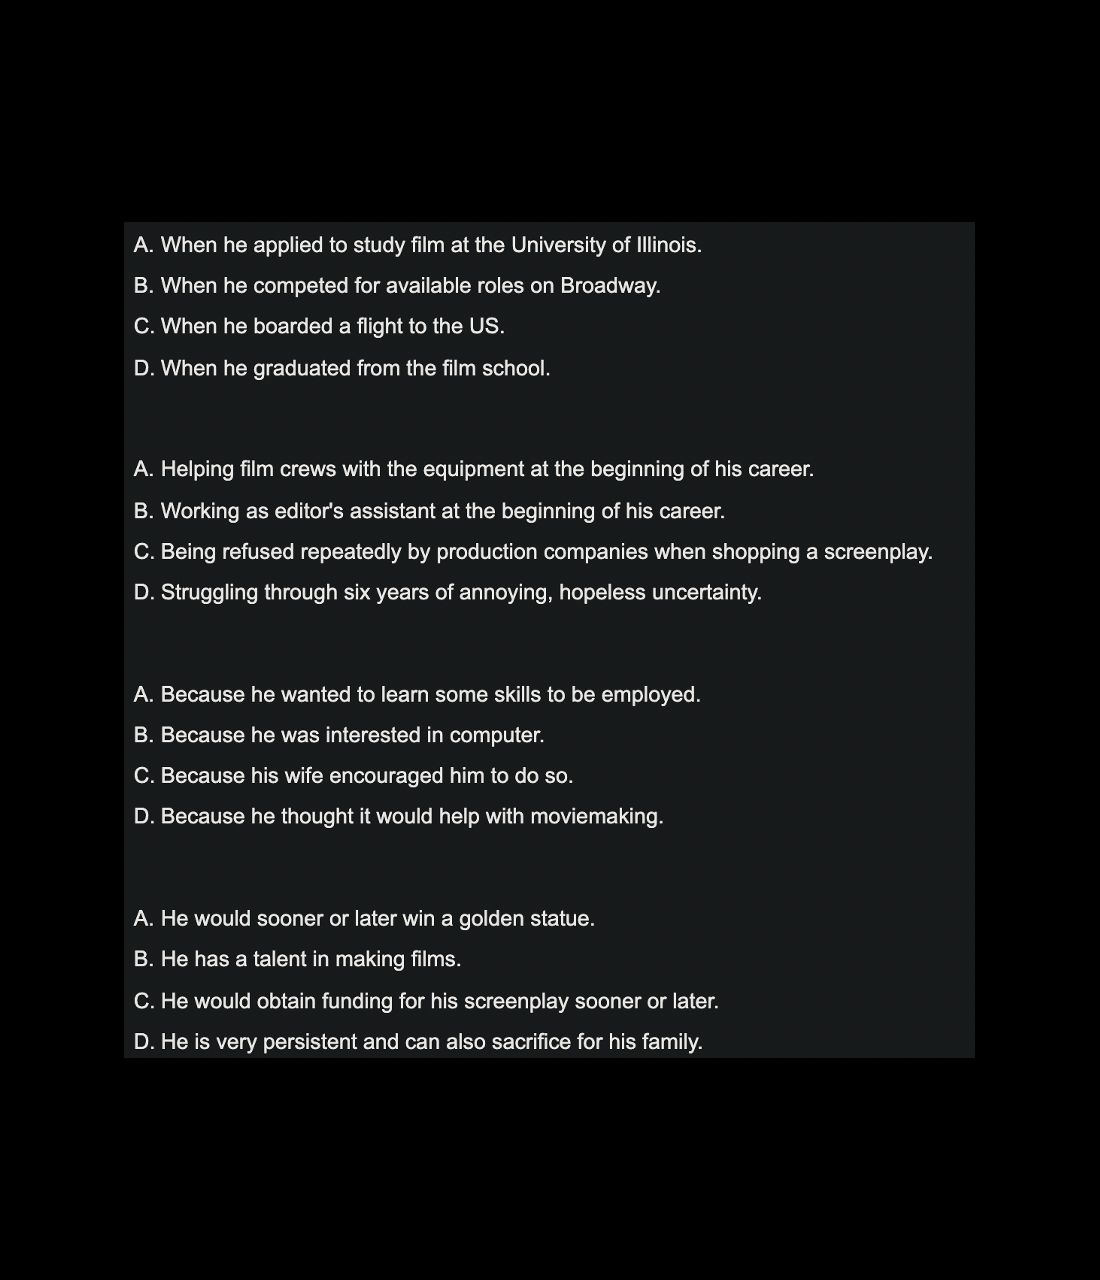 A. When he applied to study film at the University of Illinois.
B. When he competed for available roles on Broadway.
C. When he boarded a flight to the US.
D. When he graduated from the film school.
A. Helping film crews with the equipment at the beginning of his career.
B. Working as editor's assistant at the beginning of his career.
C. Being refused repeatedly by production companies when shopping a screenplay.
D. Struggling through six years of annoying, hopeless uncertainty.
A. Because he wanted to learn some skills to be employed.
B. Because he was interested in computer.
C. Because his wife encouraged him to do so.
D. Because he thought it would help with moviemaking.
A. He would sooner or later win a golden statue.
B. He has a talent in making films.
C. He would obtain funding for his screenplay sooner or later.
D. He is very persistent and can also sacrifice for his family.